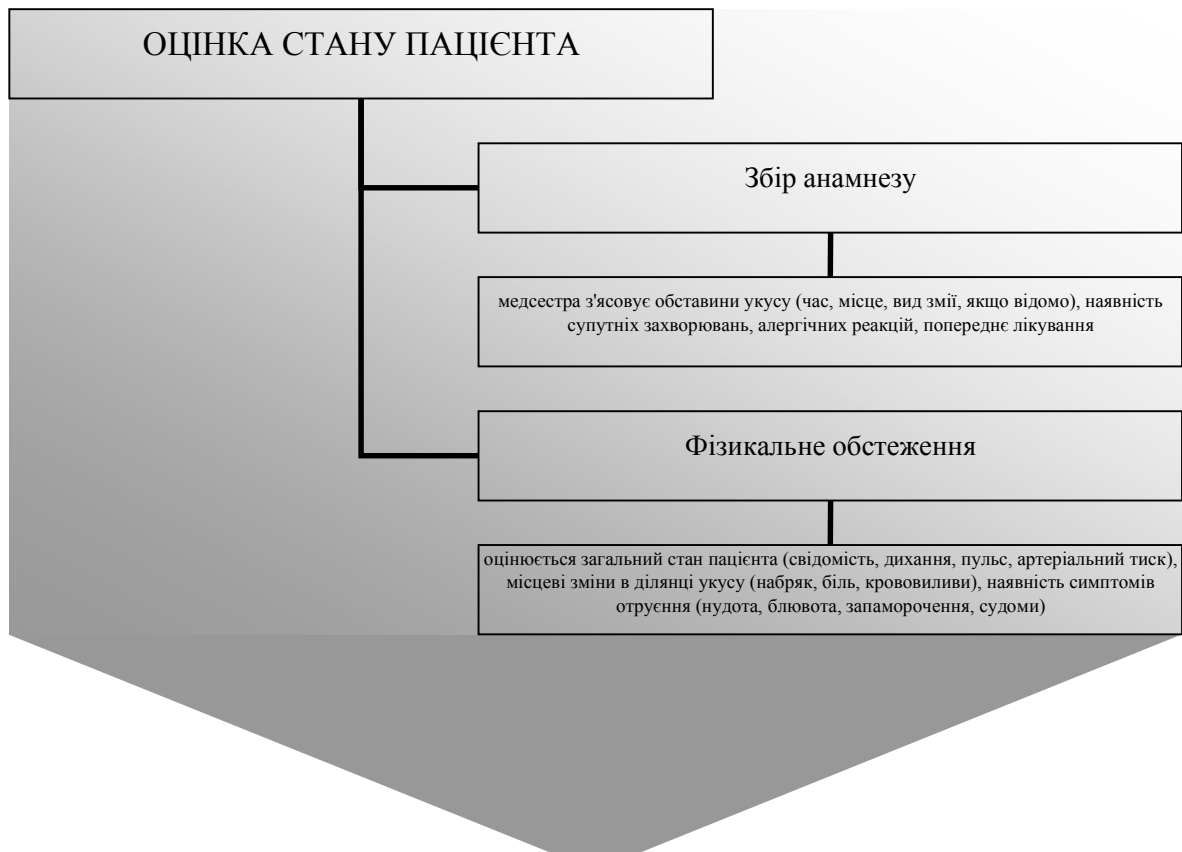 ОЦІНКА СТАНУ ПАЦІЄНТА
Збір анамнезу
медсестра з'ясовує обставини укусу (час, місце, вид змії, якщо відомо), наявність
супутніх захворювань, алергічних реакцій, попереднє лікування
Фізикальне обстеження
оцінюється загальний стан пацієнта (свідомість, дихання, пульс, артеріальний тиск),
місцеві зміни в ділянці укусу (набряк, біль, крововиливи), наявність симптомів
отруєння (нудота, блювота, запаморочення, судоми)